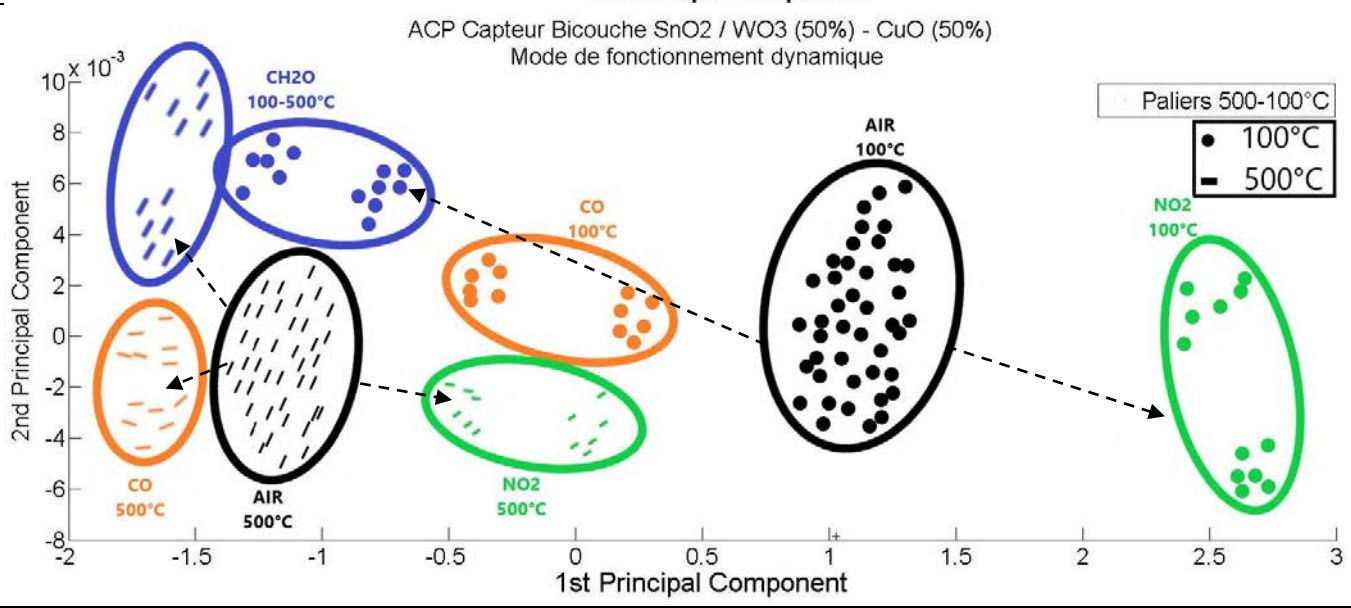 ACP Capteur Bicouche SnO2 / WO3 (50%) - CuO (50%)
Mode de fonctionnement dynamique
x 10-3
10
8
6
4
2
0
-2
-4
-6
-8
2nd Principal Component
CH2O
100-500°C
AIR
100°C
Paliers 500-100°C
100°C
500°C
CO
100°C
NO2
100°C
CO
500°C
AIR
500°C
NO2
500°C
-2 -1.5 -1 -0.5 0 0.5 1 1.5 2 2.5 3
1st Principal Component